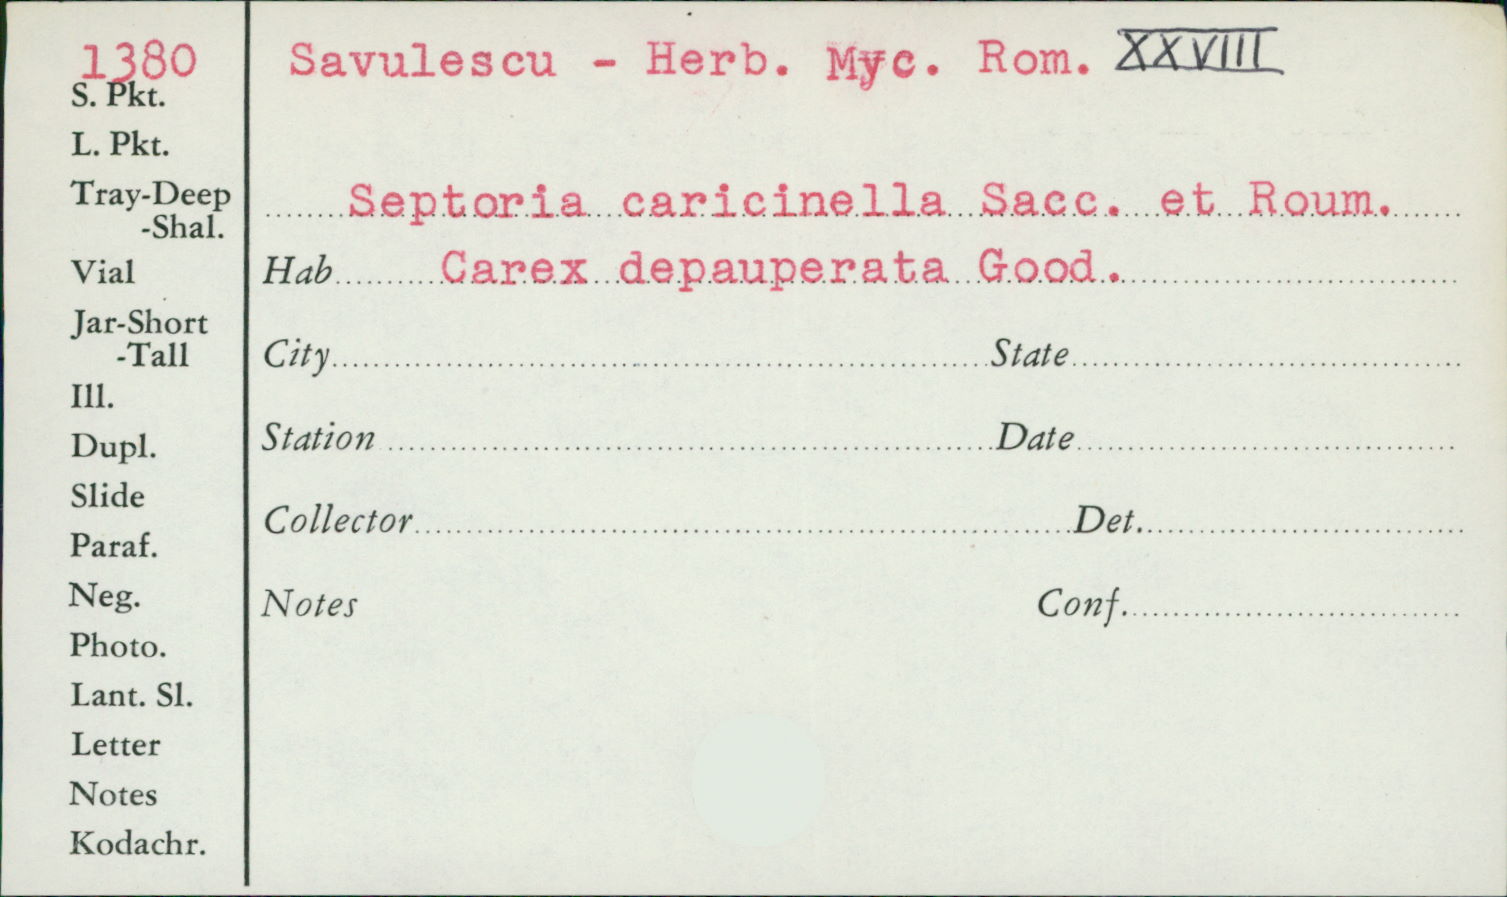 1380
S. Pkt.
L. Pkt.
Tray-Deep
-Shal.
Vial
Jar-Short
-Tall
Ill.
Dupl.
Slide
Paraf.
Neg.
Photo.
Lant. Sl.
Letter
Notes
Kodachr.
Savulescu - Herb. Myc. Rom. XXVIII
Septoria caricinella Sacc. et Roum.
Hab Carex depauperata Good.
City State
Station Date
Collector Det.
Notes Conf.